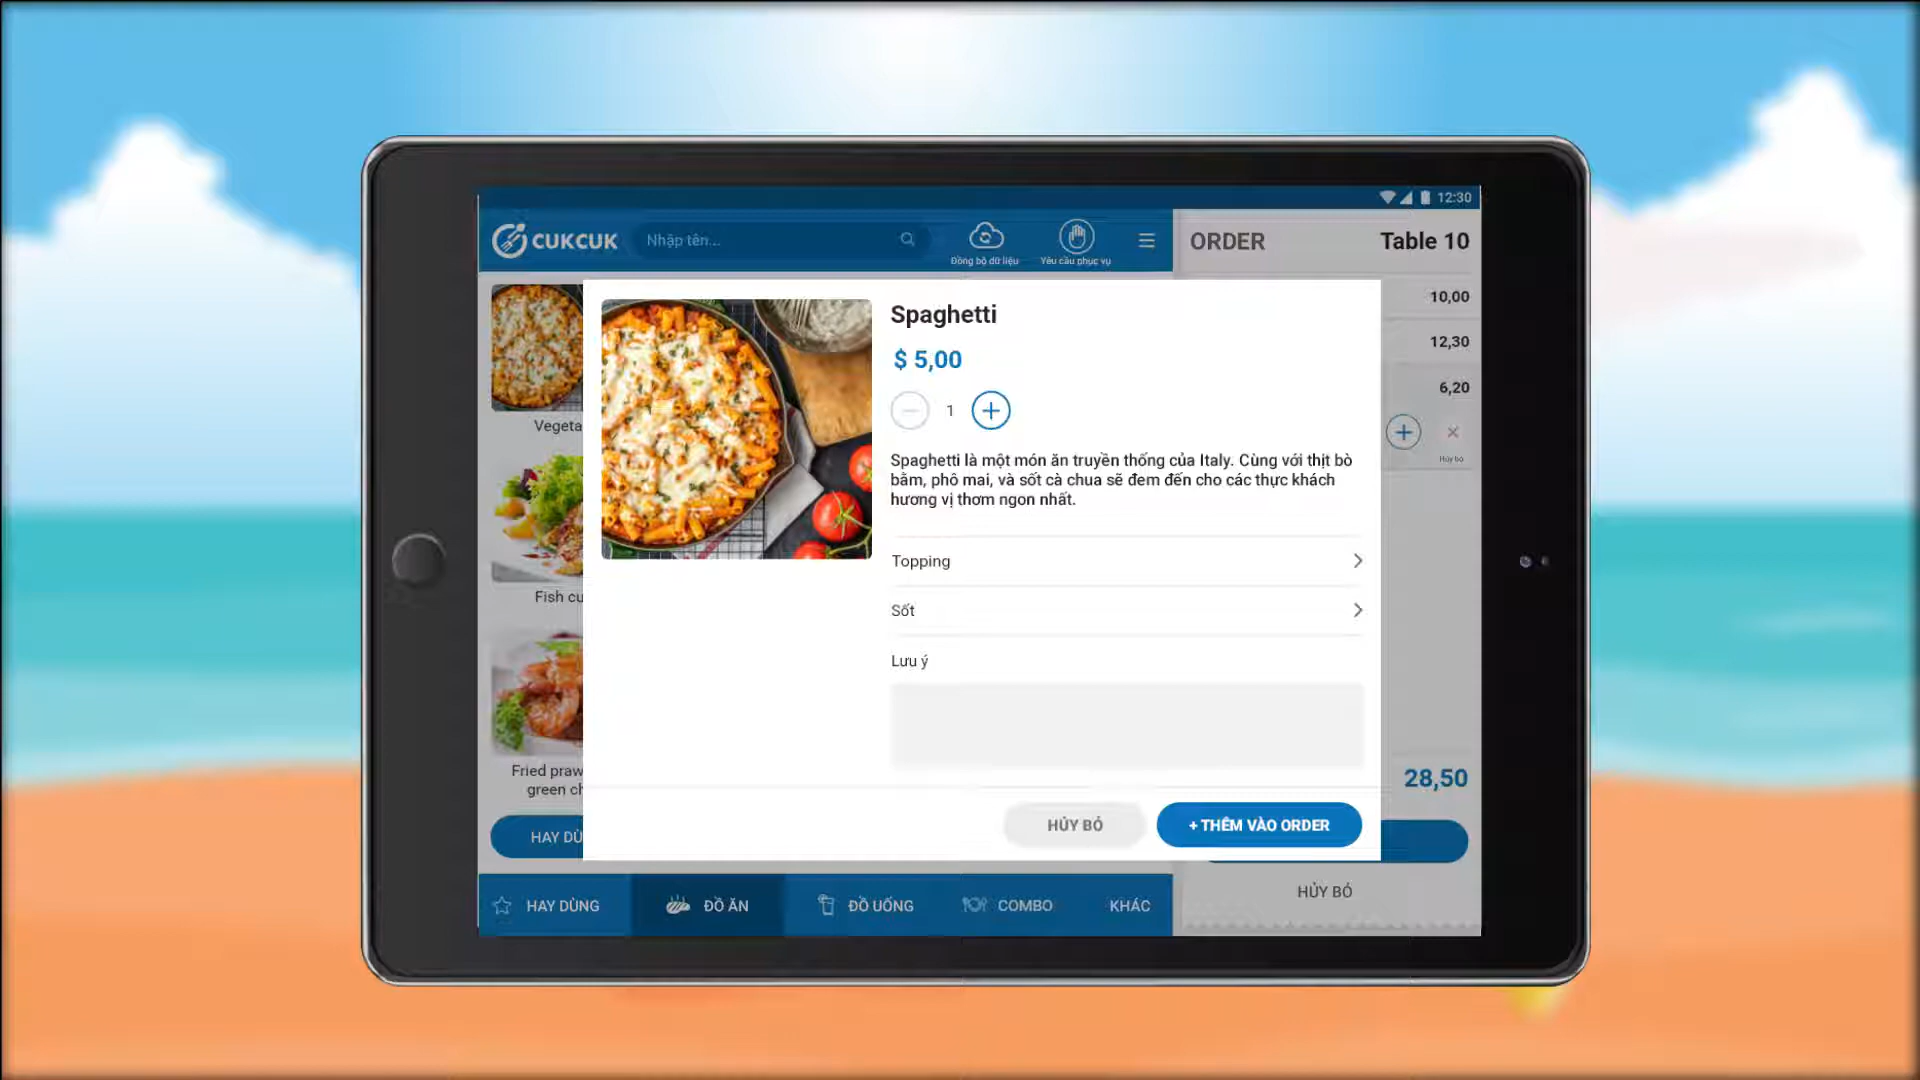 12:30
CUKCUK
Nhập tên...
Đồng bộ dữ liệu
Yêu cầu phục vụ
ORDER
Table 10
10,00
12,30
6,20
Hủy bỏ
Vegeta
Fish cu
Fried praw
green ch
HAY DÙ
Spaghetti
$ 5,00
1
Spaghetti là một món ăn truyền thống của Italy. Cùng với thịt bò
bằm, phô mai, và sốt cà chua sẽ đem đến cho các thực khách
hương vị thơm ngon nhất.
Topping
Sốt
Lưu ý
HỦY BỎ
+ THÊM VÀO ORDER
28,50
HỦY BỎ
HAY DÙNG
ĐỒ ĂN
ĐỒ UỐNG
COMBO
KHÁC